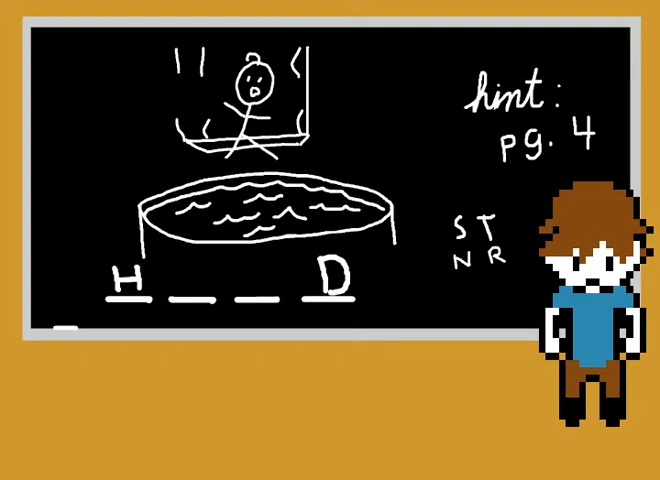 hint:
pg. 4
S T
N R
H _ _ D